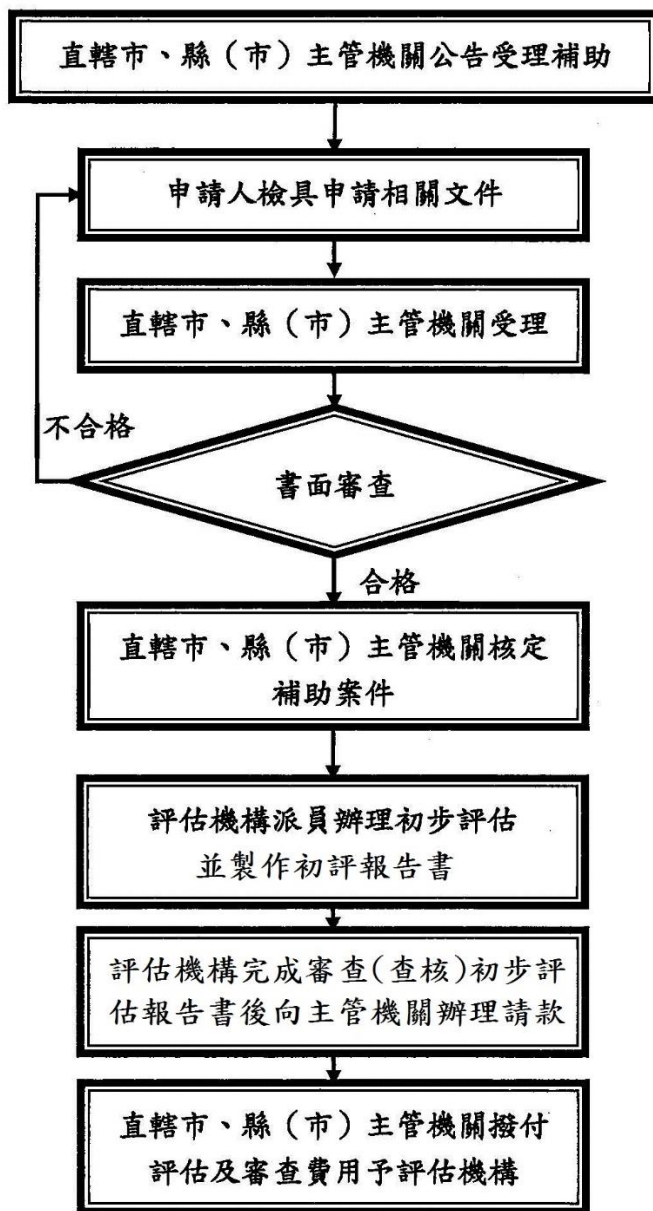 直轄市、縣（市）主管機關公告受理補助
申請人檢具申請相關文件
直轄市、縣（市）主管機關受理
不合格
書面審查
合格
直轄市、縣（市）主管機關核定
補助案件
評估機構派員辦理初步評估
並製作初評報告書
評估機構完成審查(查核)初步評
估報告書後向主管機關辦理請款
直轄市、縣（市）主管機關撥付
評估及審查費用予評估機構